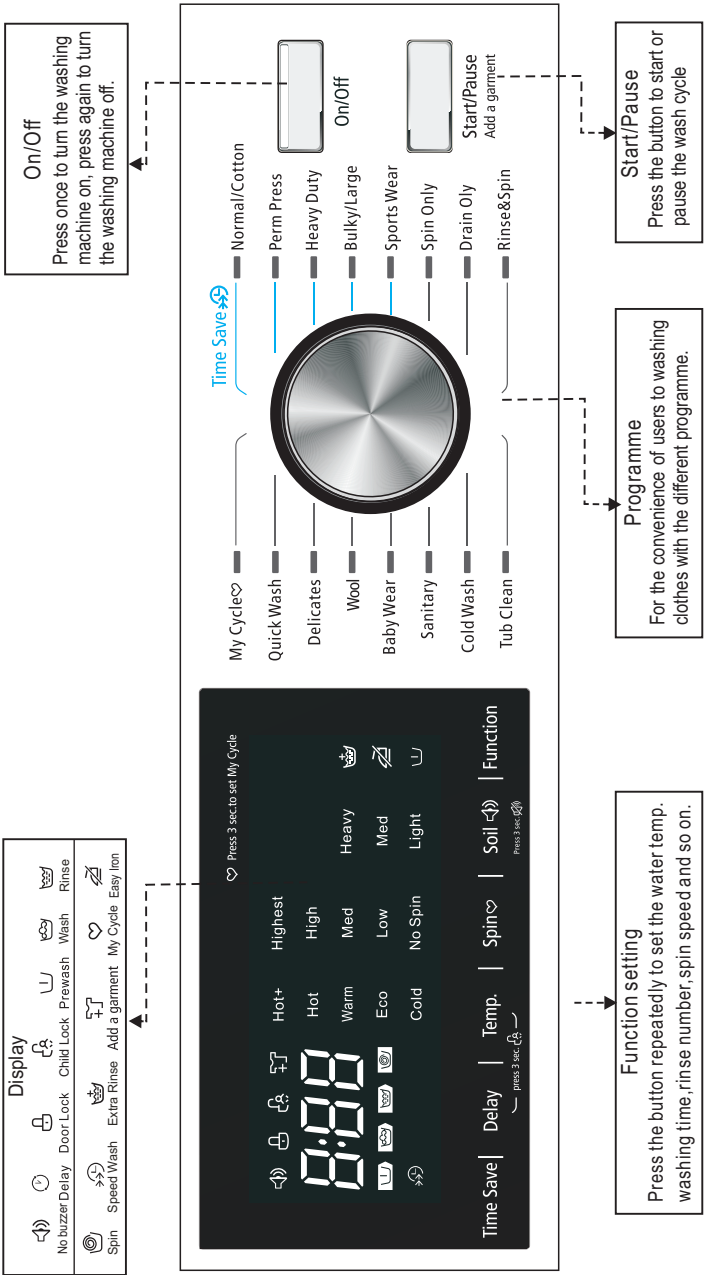 Display
No buzzer Delay Door Lock Child Lock Prewash Wash Rinse
Spin Speed Wash Extra Rinse Add a garment My Cycle Easy Iron
On/Off
Press once to turn the washing
machine on, press again to turn
the washing machine off.
Press 3 sec.to set My Cycle
Hot+ Highest
Hot High
Warm Med Heavy
Eco Low Med
Cold No Spin Light
8:88
Time Save Delay Temp. Spin Soil Function
press 3 sec.
Press 3 sec.
My Cycle
Quick Wash
Delicates
Wool
Baby Wear
Sanitary
Cold Wash
Tub Clean
Time Save
Normal/Cotton
Perm Press
Heavy Duty
Bulky/Large
Sports Wear
Spin Only
Drain Oly
Rinse&Spin
On/Off
Start/Pause
Add a garment
Function setting
Press the button repeatedly to set the water temp.
washing time,rinse number,spin speed and so on.
Programme
For the convenience of users to washing
clothes with the different programme.
Start/Pause
Press the button to start or
pause the wash cycle